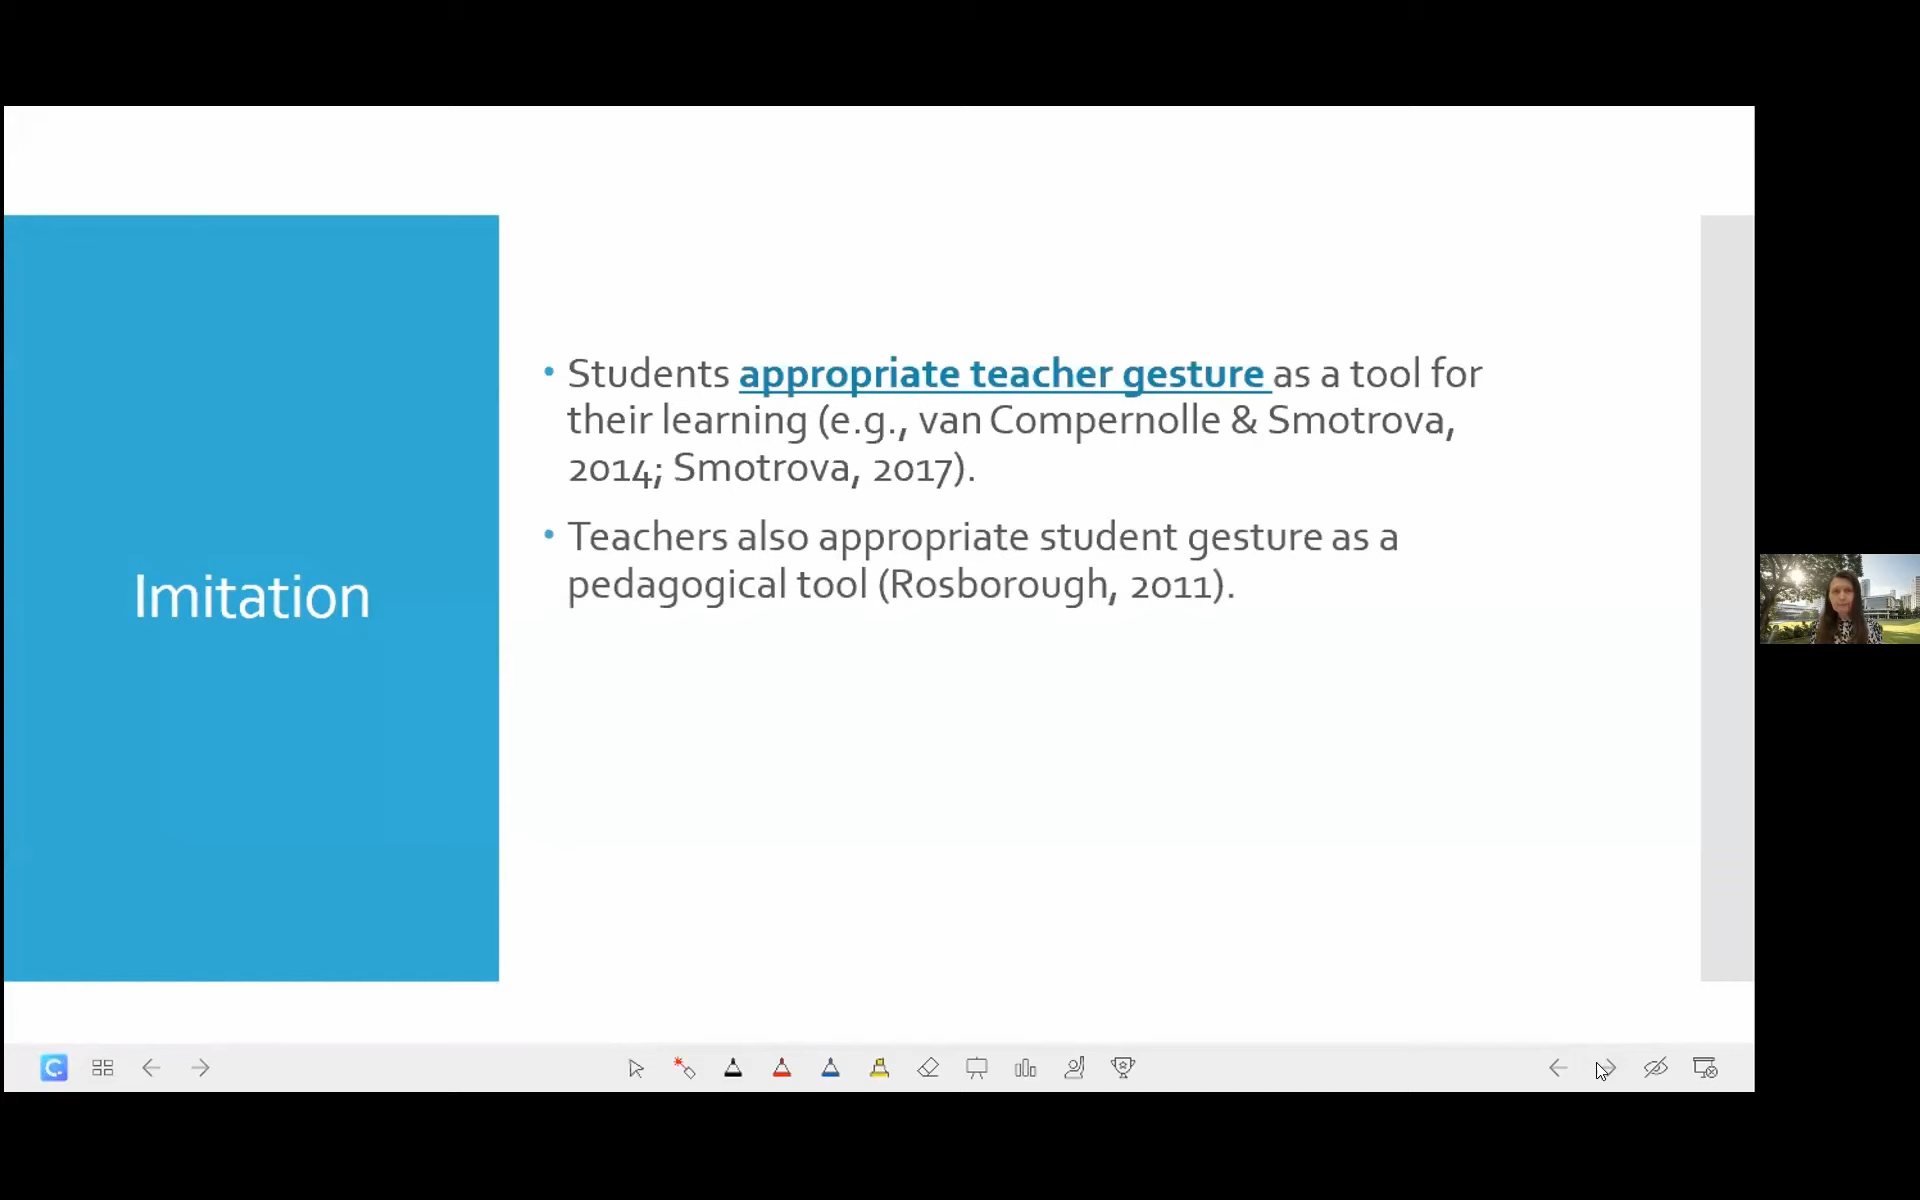 Imitation
• Students appropriate teacher gesture as a tool for
their learning (e.g., van Compernolle & Smotrova,
2014; Smotrova, 2017).
• Teachers also appropriate student gesture as a
pedagogical tool (Rosborough, 2011).